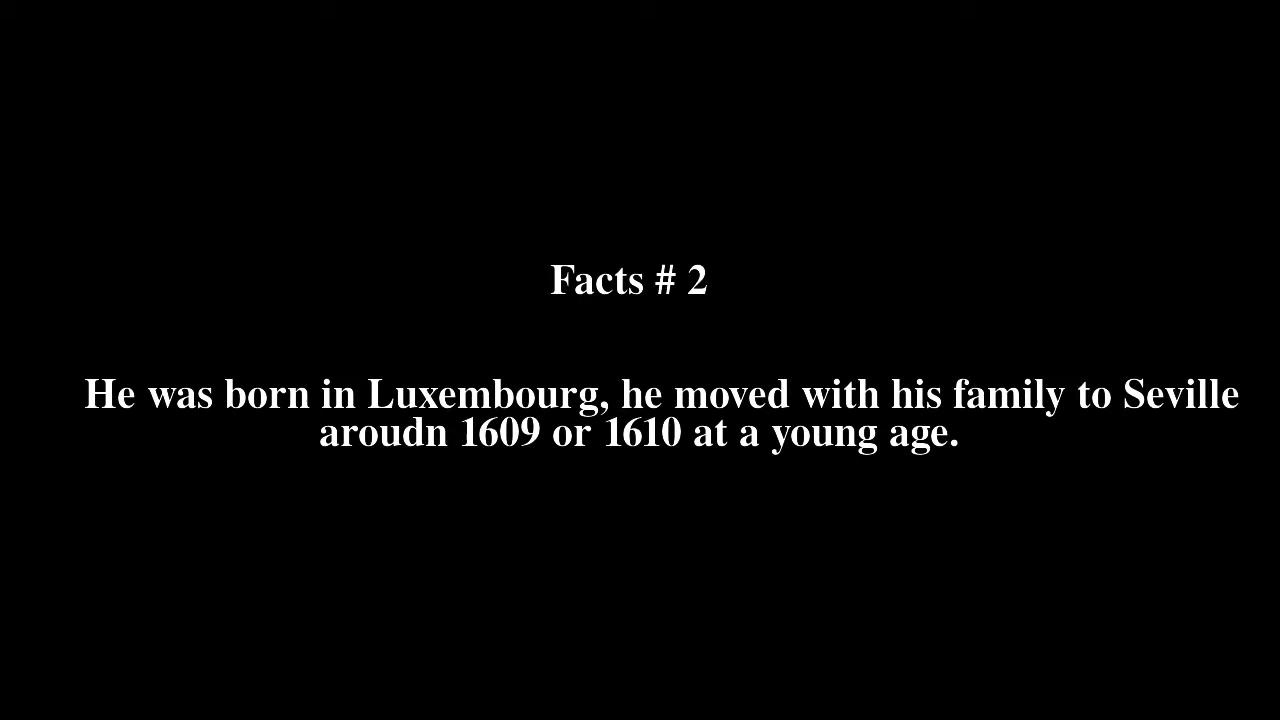 Facts # 2
He was born in Luxembourg, he moved with his family to Seville
aroudn 1609 or 1610 at a young age.